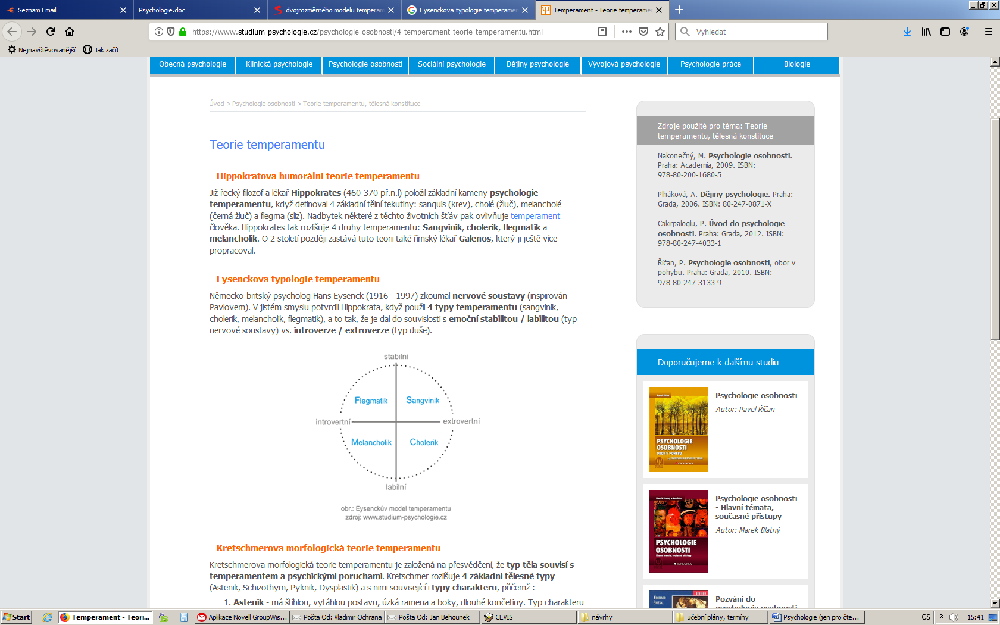 Seznam Email
Psychologie.doc
dvojrozměrného modelu temperam
Eysenckova typologie temperamen
Temperament - Teorie temperame
https://www.studium-psychologie.cz/psychologie-osobnosti/4-temperament-teorie-temperamentu.html
Vyhledat
Nejnavštěvovanější
Jak začít
Obecná psychologie
Klinická psychologie
Psychologie osobnosti
Sociální psychologie
Dějiny psychologie
Vývojová psychologie
Psychologie práce
Biologie
Úvod > Psychologie osobnosti > Teorie temperamentu, tělesná konstituce
Teorie temperamentu
Hippokratova humorální teorie temperamentu
Již řecký filozof a lékař Hippokrates (460-370 př.n.l) položil základní kameny psychologie
temperamentu, když definoval 4 základní tělní tekutiny: sanquis (krev), cholé (žluč), melancholé
(černá žluč) a flegma (sliz). Nadbytek některé z těchto životních šťáv pak ovlivňuje temperament
člověka. Hippokrates tak rozlišuje 4 druhy temperamentu: Sangvinik, cholerik, flegmatik a
melancholik. O 2 století později zastává tuto teorii také římský lékař Galenos, který ji ještě více
propracoval.
Eysenckova typologie temperamentu
Německo-britský psycholog Hans Eysenck (1916 - 1997) zkoumal nervové soustavy (inspirován
Pavlovem). V jistém smyslu potvrdil Hippokrata, když použil 4 typy temperamentu (sangvinik,
cholerik, melancholik, flegmatik), a to tak, že je dal do souvislosti s emoční stabilitou / labilitou (typ
nervové soustavy) vs. introverze / extroverze (typ duše).
stabilní
Flegmatik
Sangvinik
introvertní
extrovertní
Melancholik
Cholerik
labilní
obr.: Eysenckův model temperamentu
zdroj: www.studium-psychologie.cz
Kretschmerova morfologická teorie temperamentu
Kretschmerova morfologická teorie temperamentu je založená na přesvědčení, že typ těla souvisí s
temperamentem a psychickými poruchami. Kretschmer rozlišuje 4 základní tělesné typy
(Astenik, Schizothym, Pyknik, Dysplastik) a s nimi související i typy charakteru, přičemž :
1. Astenik - má štíhlou, vytáhlou postavu, úzká ramena a boky, dlouhé končetiny. Typ charakteru
Zdroje použité pro téma: Teorie
temperamentu, tělesná konstituce
Nakonečný, M. Psychologie osobnosti.
Praha: Academia, 2009. ISBN:
978-80-200-1680-5
Plháková, A. Dějiny psychologie. Praha:
Grada, 2006. ISBN: 80-247-0871-X
Cakirpaloglu, P. Úvod do psychologie
osobnosti. Praha: Grada, 2012. ISBN:
978-80-247-4033-1
Říčan, P. Psychologie osobnosti, obor v
pohybu. Praha: Grada, 2010. ISBN:
978-80-247-3133-9
Doporučujeme k dalšímu studiu
Pavel Říčan
PSYCHOLOGIE
OSOBNOSTI
OBOR V POHYBU
GRADA
Psychologie osobnosti
Autor: Pavel Říčan
Marek Blatný a kolektiv
PSYCHOLOGIE
OSOBNOSTI
Hlavní témata, současné přístupy
GRADA
Psychologie osobnosti
- Hlavní témata,
současné přístupy
Autor: Marek Blatný
VLADIMÍR
SMÉKAL
STUDIUM
Pozvání do
Start
Temperament - Teori...
Aplikace Novell GroupWis...
Pošta Od: Vladimir Ochrana
Pošta Od: Jan Behounek
CEVIS
návrhy
učební plány, termíny
Psychologie (jen pro čte...
CS
15:41